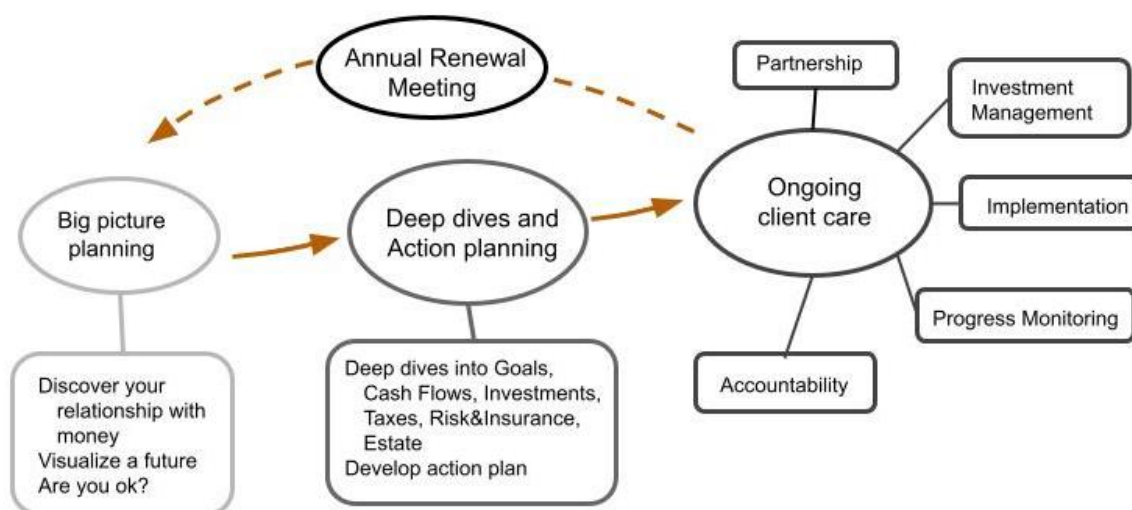 Annual Renewal
Meeting
Partnership
Investment
Management
Ongoing
client care
Implementation
Big picture
planning
Deep dives and
Action planning
Progress Monitoring
Accountability
Discover your
relationship with
money
Visualize a future
Are you ok?
Deep dives into Goals,
Cash Flows, Investments,
Taxes, Risk&Insurance,
Estate
Develop action plan